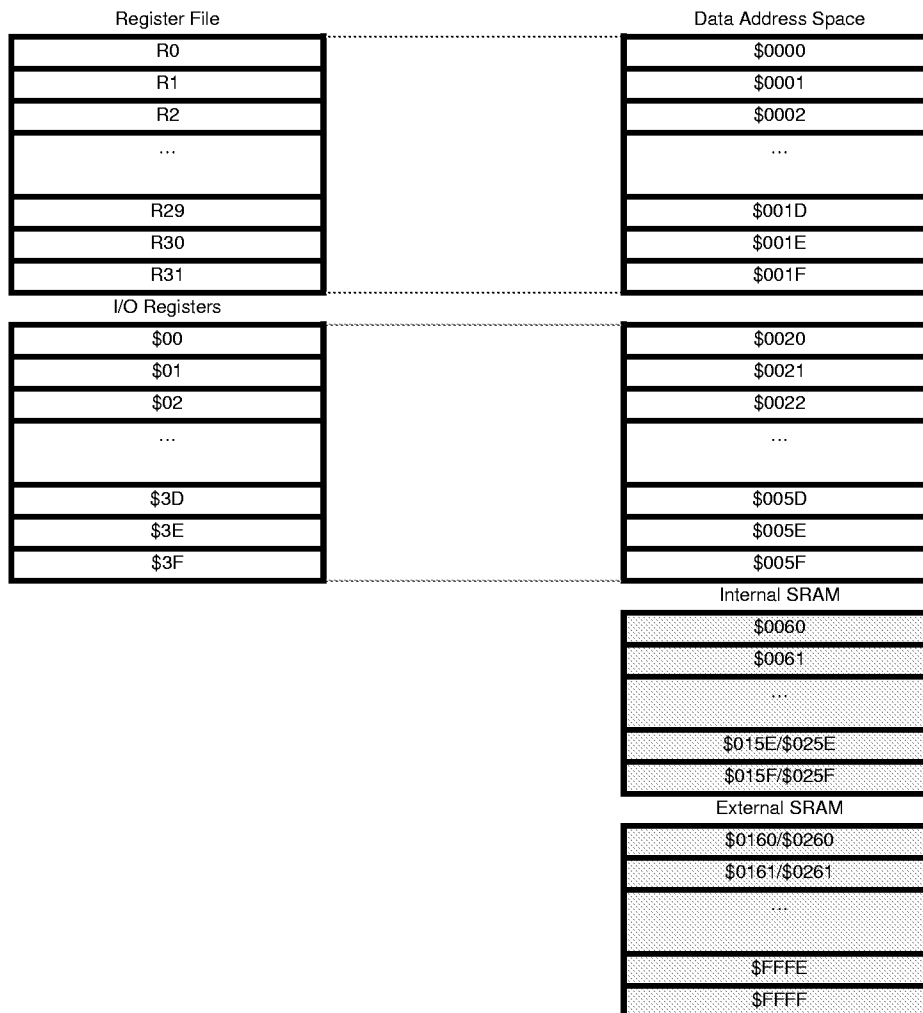 Register File
Data Address Space
R0
$0000
R1
$0001
R2
$0002
...
...
R29
$001D
R30
$001E
R31
$001F
I/O Registers
$00
$0020
$01
$0021
$02
$0022
...
...
$3D
$005D
$3E
$005E
$3F
$005F
Internal SRAM
$0060
$0061
...
$015E/$025E
$015F/$025F
External SRAM
$0160/$0260
$0161/$0261
...
$FFFE
$FFFF